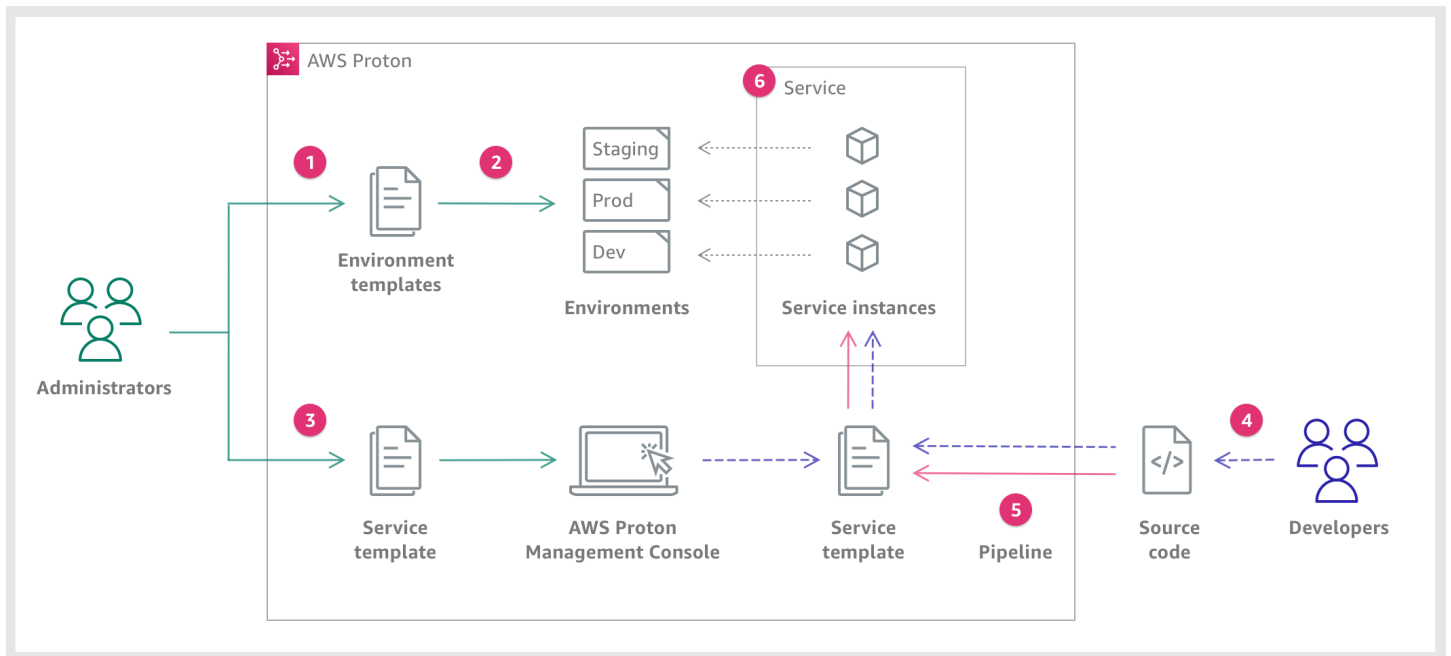 AWS Proton
6
Service
1
2
Staging
Prod
Dev
Environment
templates
Environments
Service instances
Administrators
3
4
</>
5
Service
template
AWS Proton
Management Console
Service
template
Pipeline
Source
code
Developers